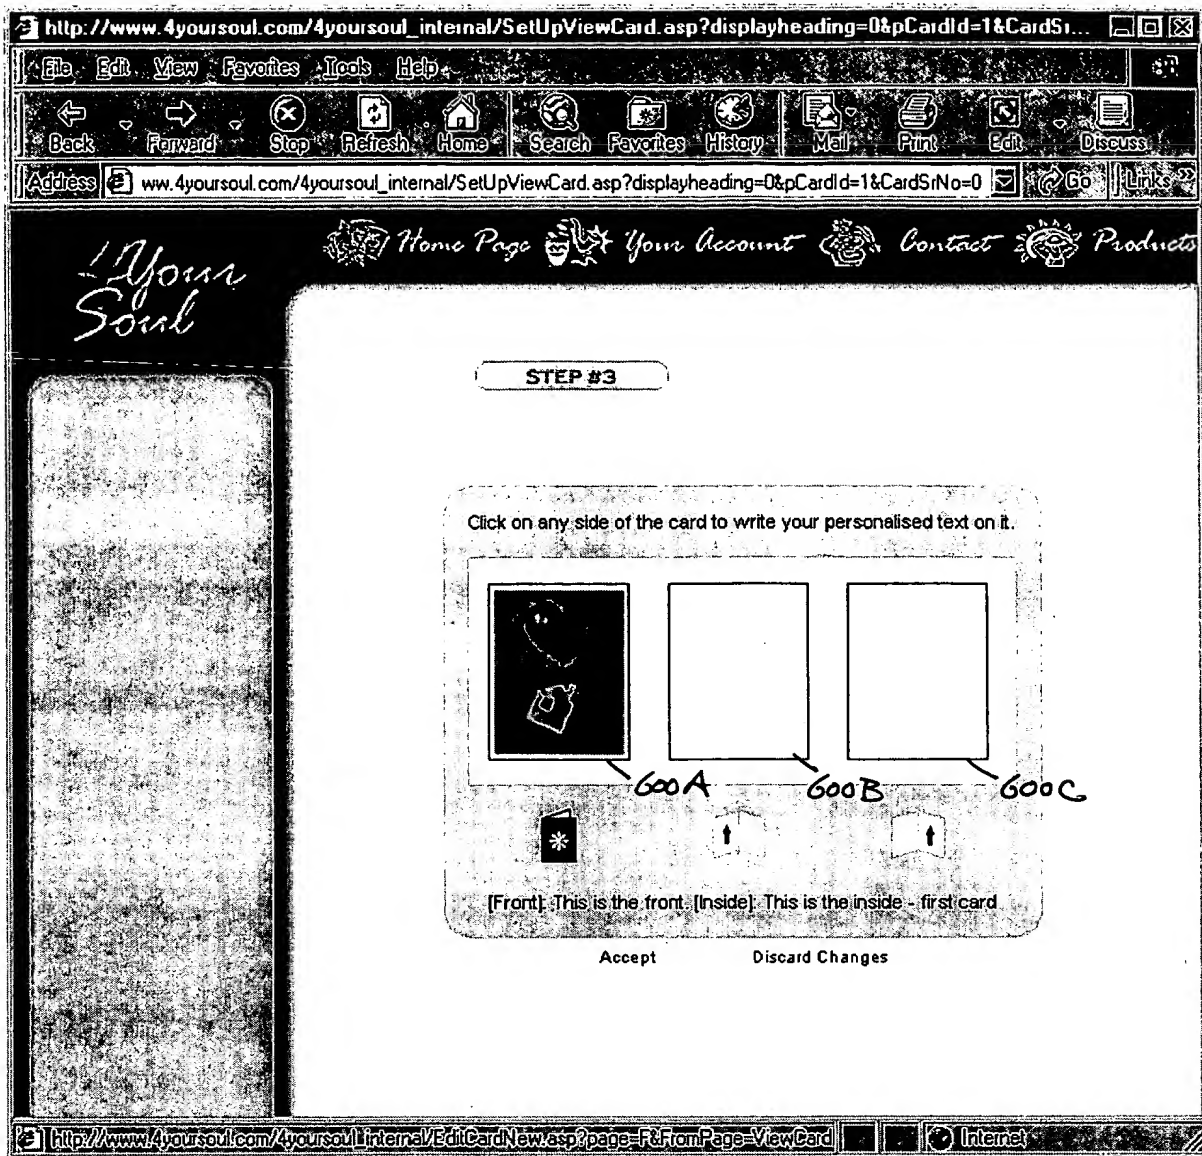 http://www.4yoursoul.com/4yoursoul_internal/SetUpViewCard.asp?displayheading=0&pCardId=1&CardSr...
File Edit View Favorites Tools Help
Back Forward Stop Refresh Home Search Favorites History Mail Print Edit Discuss
Address ww.4yoursoul.com/4yoursoul_internal/SetUpViewCard.asp?displayheading=0&pCardId=1&CardSrNo=0 Go Links
Home Page Your Account Contact Products
4 Your
Soul
STEP #3
Click on any side of the card to write your personalised text on it.
600A 600B 600C
[Front]: This is the front. [Inside]: This is the inside - first card
Accept Discard Changes
http://www.4yoursoul.com/4yoursoul_internal/EditCardNew.asp?page=F&FromPage=ViewCard Internet